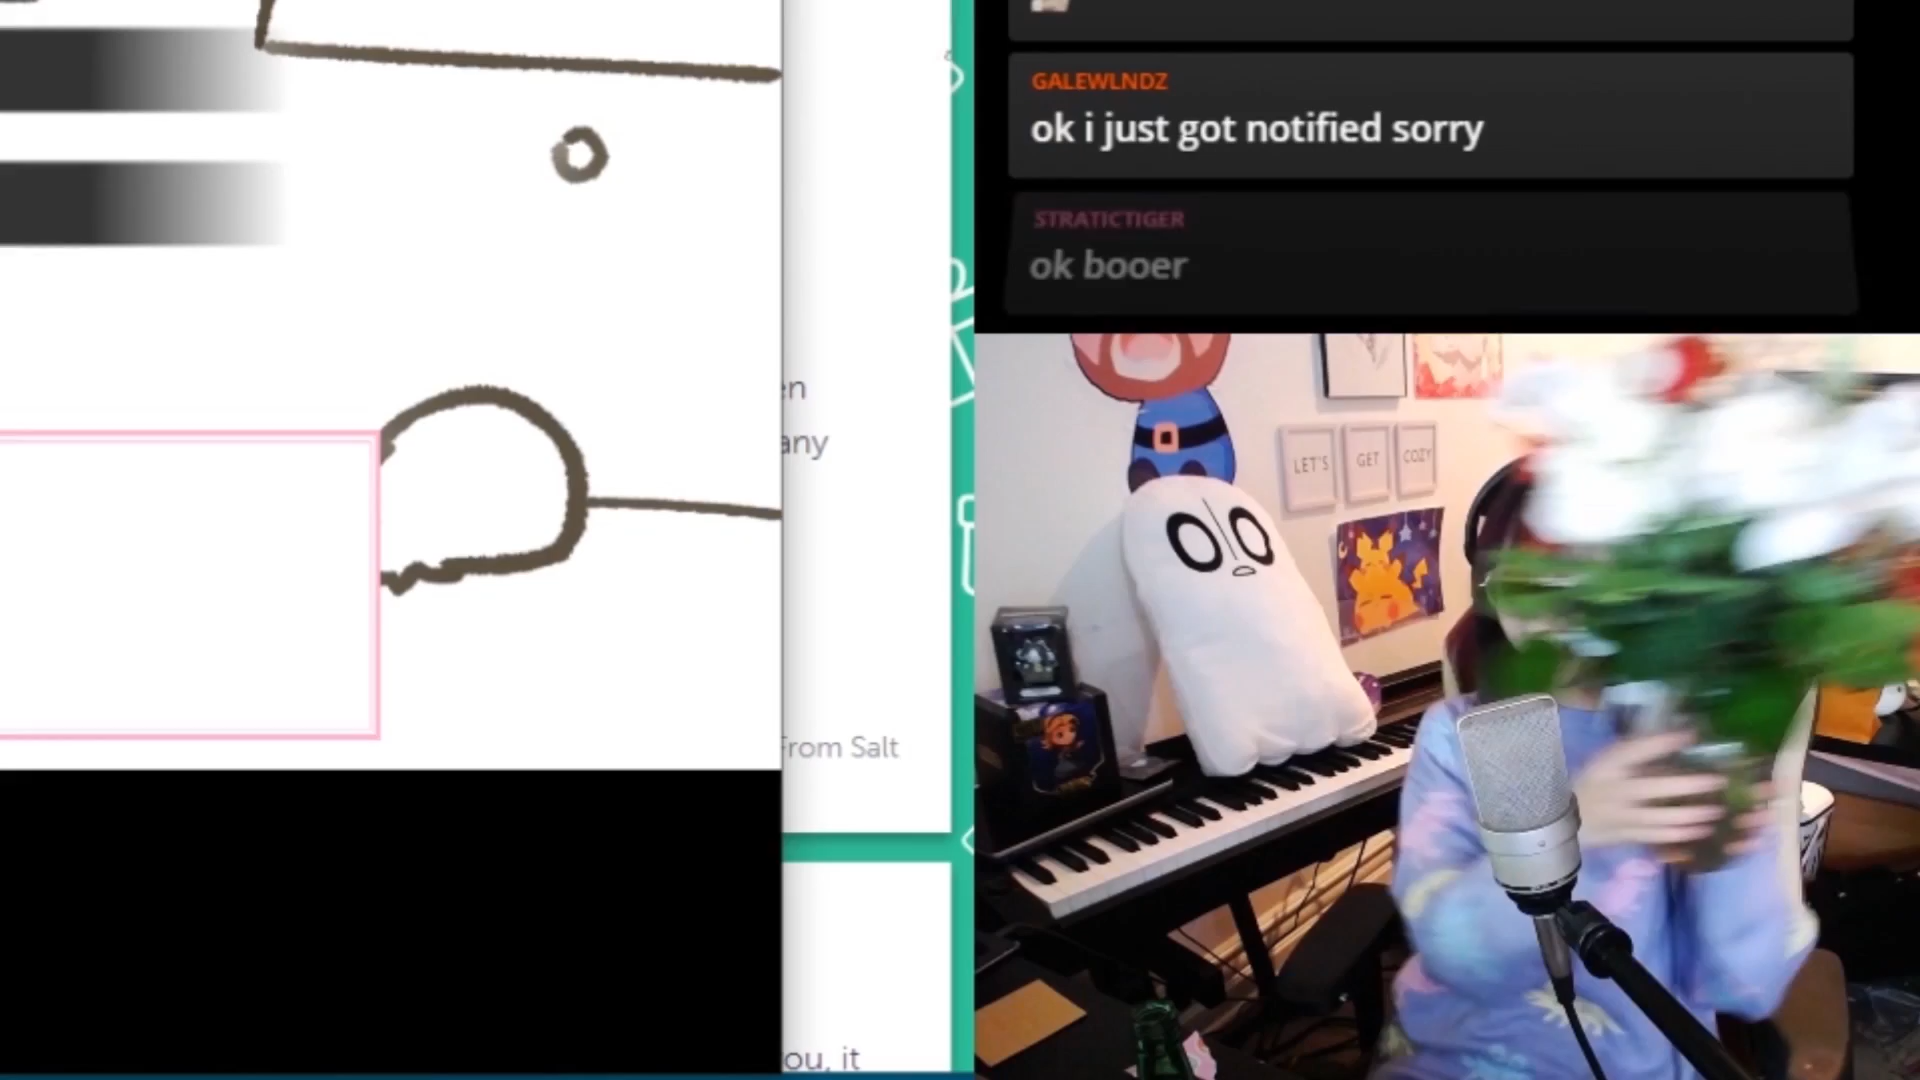 en
any
From Salt
ou, it
GALEWLNDZ
ok i just got notified sorry
STRATICTIGER
ok booer
LET'S
GET
COZY